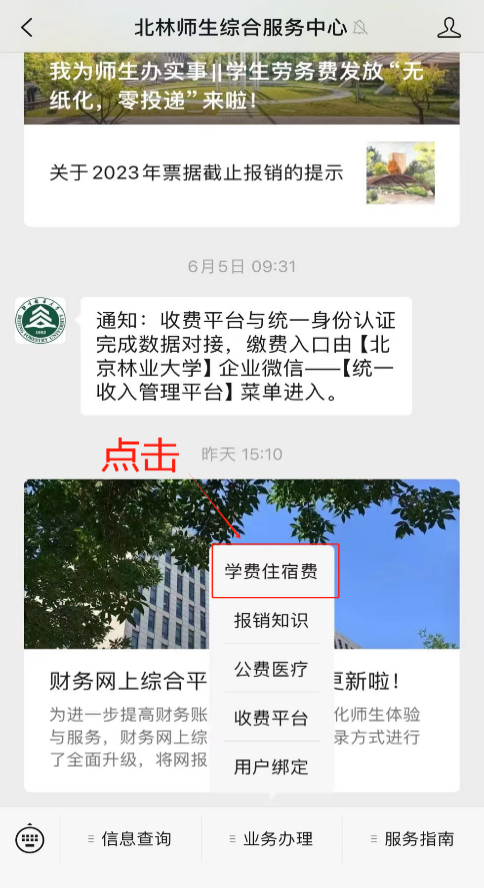 北林师生综合服务中心
我为师生办实事||学生劳务费发放“无
纸化，零投递”来啦！
关于2023年票据截止报销的提示
6月5日 09:31
通知：收费平台与统一身份认证
完成数据对接，缴费入口由【北
京林业大学】企业微信——【统一
收入管理平台】菜单进入。
点击
昨天 15:10
学费住宿费
报销知识
公费医疗
收费平台
用户绑定
财务网上综合平 更新啦！
为进一步提高财务账 化师生体验
与服务，财务网上综 录方式进行
了全面升级，将网报
信息查询
业务办理
服务指南